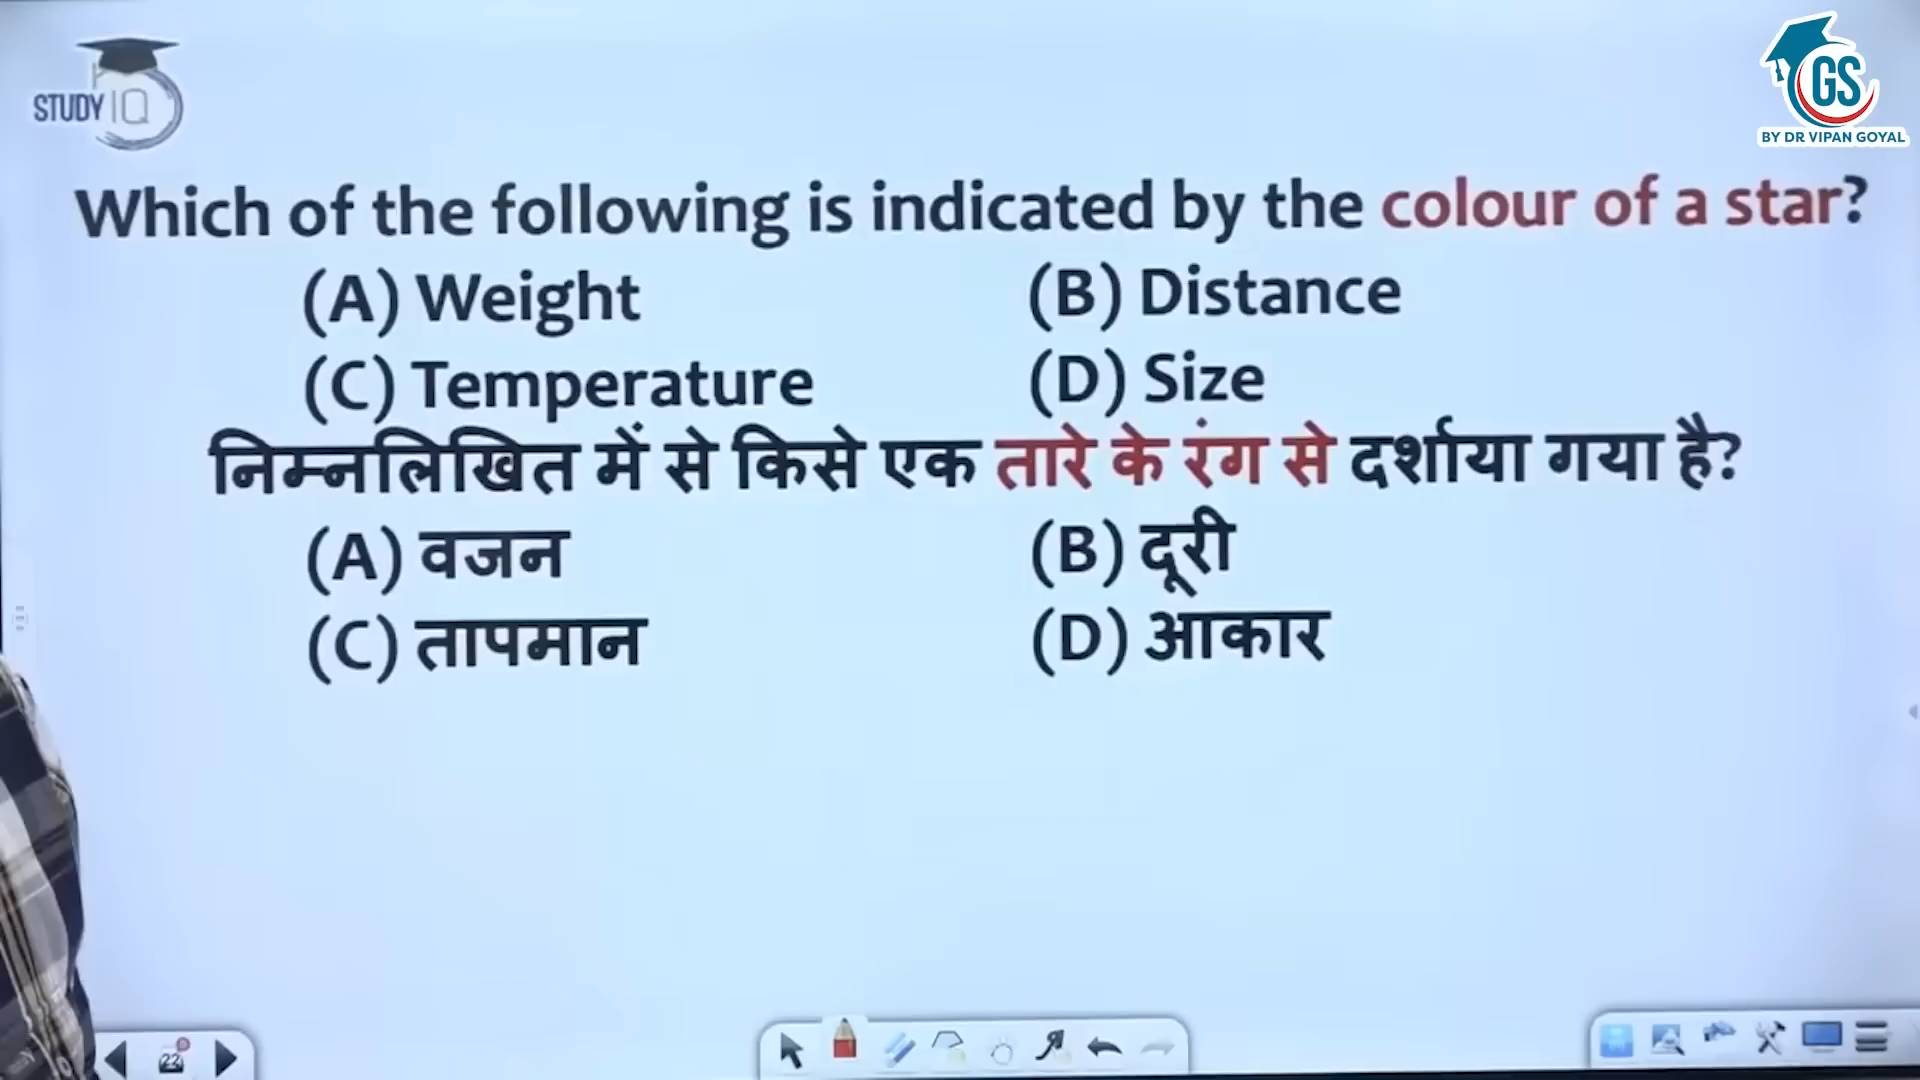 STUDY IQ
GS
BY DR VIPAN GOYAL
Which of the following is indicated by the colour of a star?
(A) Weight (B) Distance
(C) Temperature (D) Size
निम्नलिखित में से किसे एक तारे के रंग से दर्शाया गया है?
(A) वजन (B) दूरी
(C) तापमान (D) आकार
22